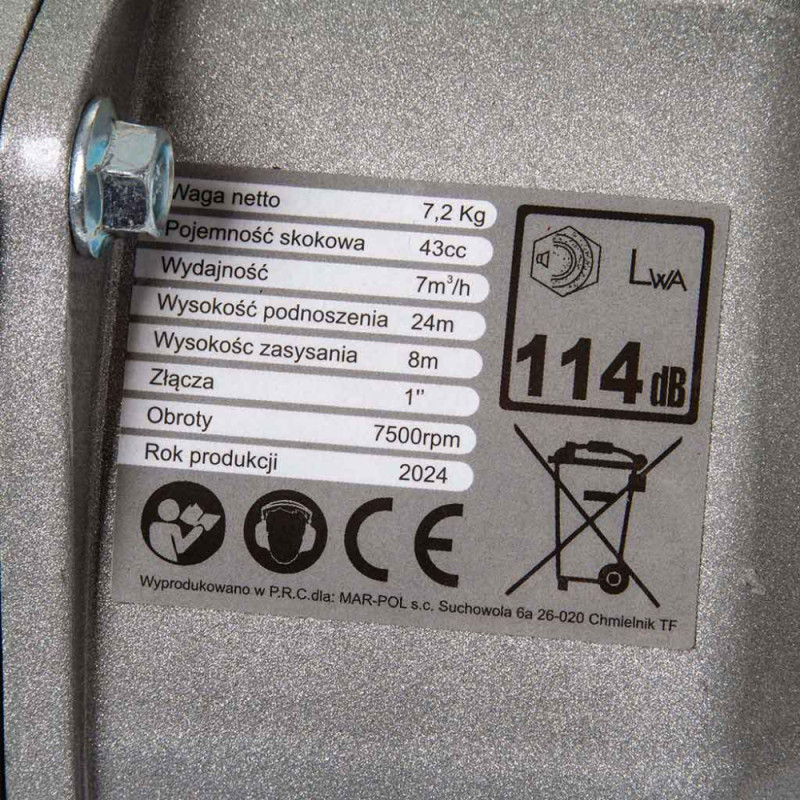 Waga netto 7,2 Kg
Pojemność skokowa 43cc
Wydajność 7m³/h
Wysokość podnoszenia 24m
Wysokośc zasysania 8m
Złącza 1"
Obroty 7500rpm
Rok produkcji 2024
LWA
114 dB
CE
Wyprodukowano w P.R.C.dla: MAR-POL s.c. Suchowola 6a 26-020 Chmielnik TF